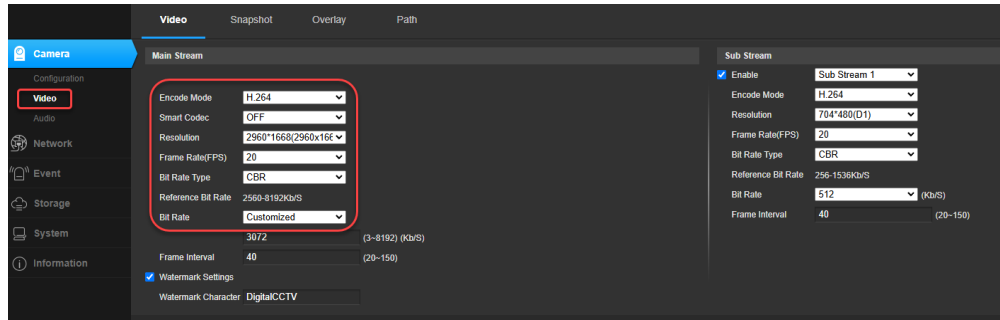 Video Snapshot Overlay Path
Camera
Configuration
Video
Audio
Network
Event
Storage
System
Information
Main Stream
Encode Mode H.264
Smart Codec OFF
Resolution 2960*1668(2960x166
Frame Rate(FPS) 20
Bit Rate Type CBR
Reference Bit Rate 2560-8192Kb/S
Bit Rate Customized
3072 (3~8192) (Kb/S)
Frame Interval 40 (20~150)
Watermark Settings
Watermark Character DigitalCCTV
Sub Stream
Enable Sub Stream 1
Encode Mode H.264
Resolution 704*480(D1)
Frame Rate(FPS) 20
Bit Rate Type CBR
Reference Bit Rate 256-1536Kb/S
Bit Rate 512 (Kb/S)
Frame Interval 40 (20~150)